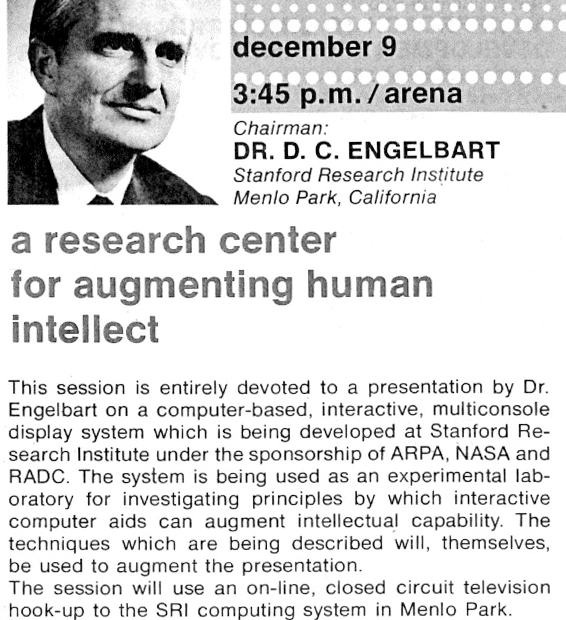 december 9
3:45 p.m. / arena
Chairman:
DR. D. C. ENGELBART
Stanford Research Institute
Menlo Park, California
a research center
for augmenting human
intellect
This session is entirely devoted to a presentation by Dr.
Engelbart on a computer-based, interactive, multiconsole
display system which is being developed at Stanford Re-
search Institute under the sponsorship of ARPA, NASA and
RADC. The system is being used as an experimental lab-
oratory for investigating principles by which interactive
computer aids can augment intellectual capability. The
techniques which are being described will, themselves,
be used to augment the presentation.
The session will use an on-line, closed circuit television
hook-up to the SRI computing system in Menlo Park.